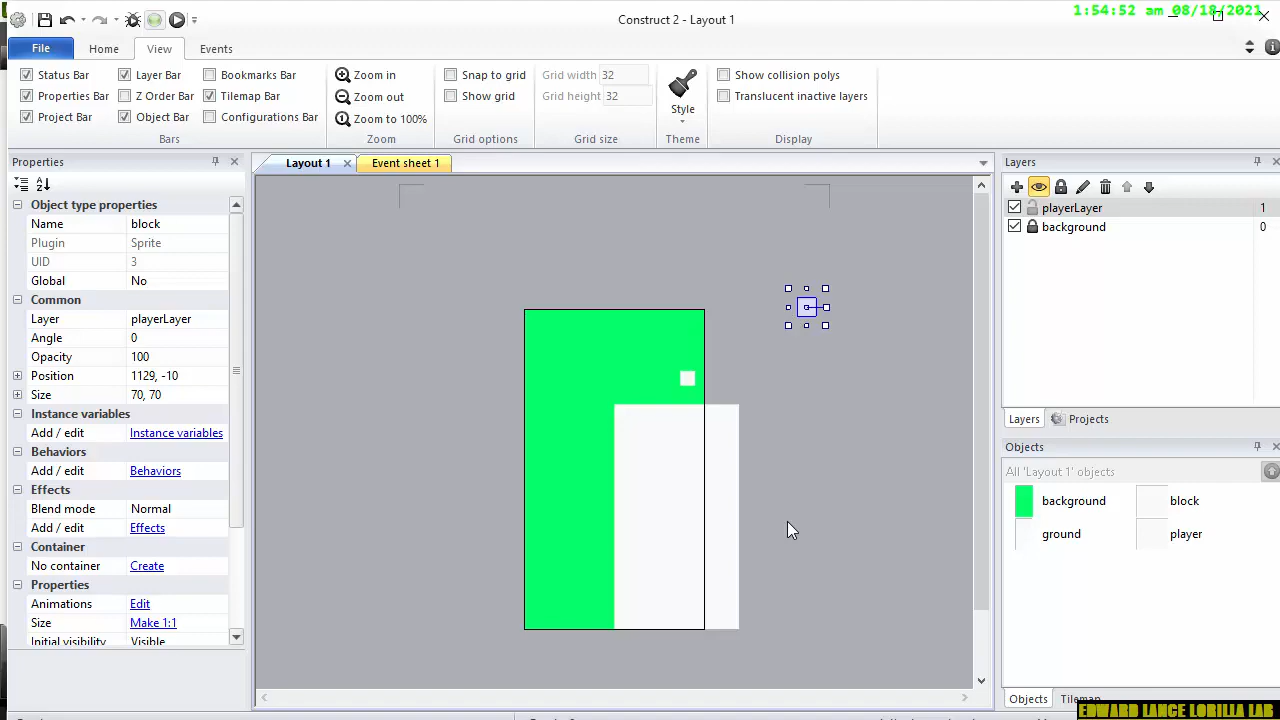 Construct 2 - Layout 1
1:54:52 am 08/18/2021
File Home View Events
Status Bar Layer Bar Bookmarks Bar
Properties Bar Z Order Bar Tilemap Bar
Project Bar Object Bar Configurations Bar
Bars
Zoom in
Zoom out
Zoom to 100%
Zoom
Snap to grid
Show grid
Grid options
Grid width 32
Grid height 32
Grid size
Style
Theme
Show collision polys
Translucent inactive layers
Display
Properties
Object type properties
Name block
Plugin Sprite
UID 3
Global No
Common
Layer playerLayer
Angle 0
Opacity 100
Position 1129, -10
Size 70, 70
Instance variables
Add / edit Instance variables
Behaviors
Add / edit Behaviors
Effects
Blend mode Normal
Add / edit Effects
Container
No container Create
Properties
Animations Edit
Size Make 1:1
Initial visibility Visible
Layout 1 Event sheet 1
Layers
playerLayer 1
background 0
Layers Projects
Objects
All 'Layout 1' objects
background block
ground player
Objects Tilemap
EDWARD LANCE LORILLA LAB